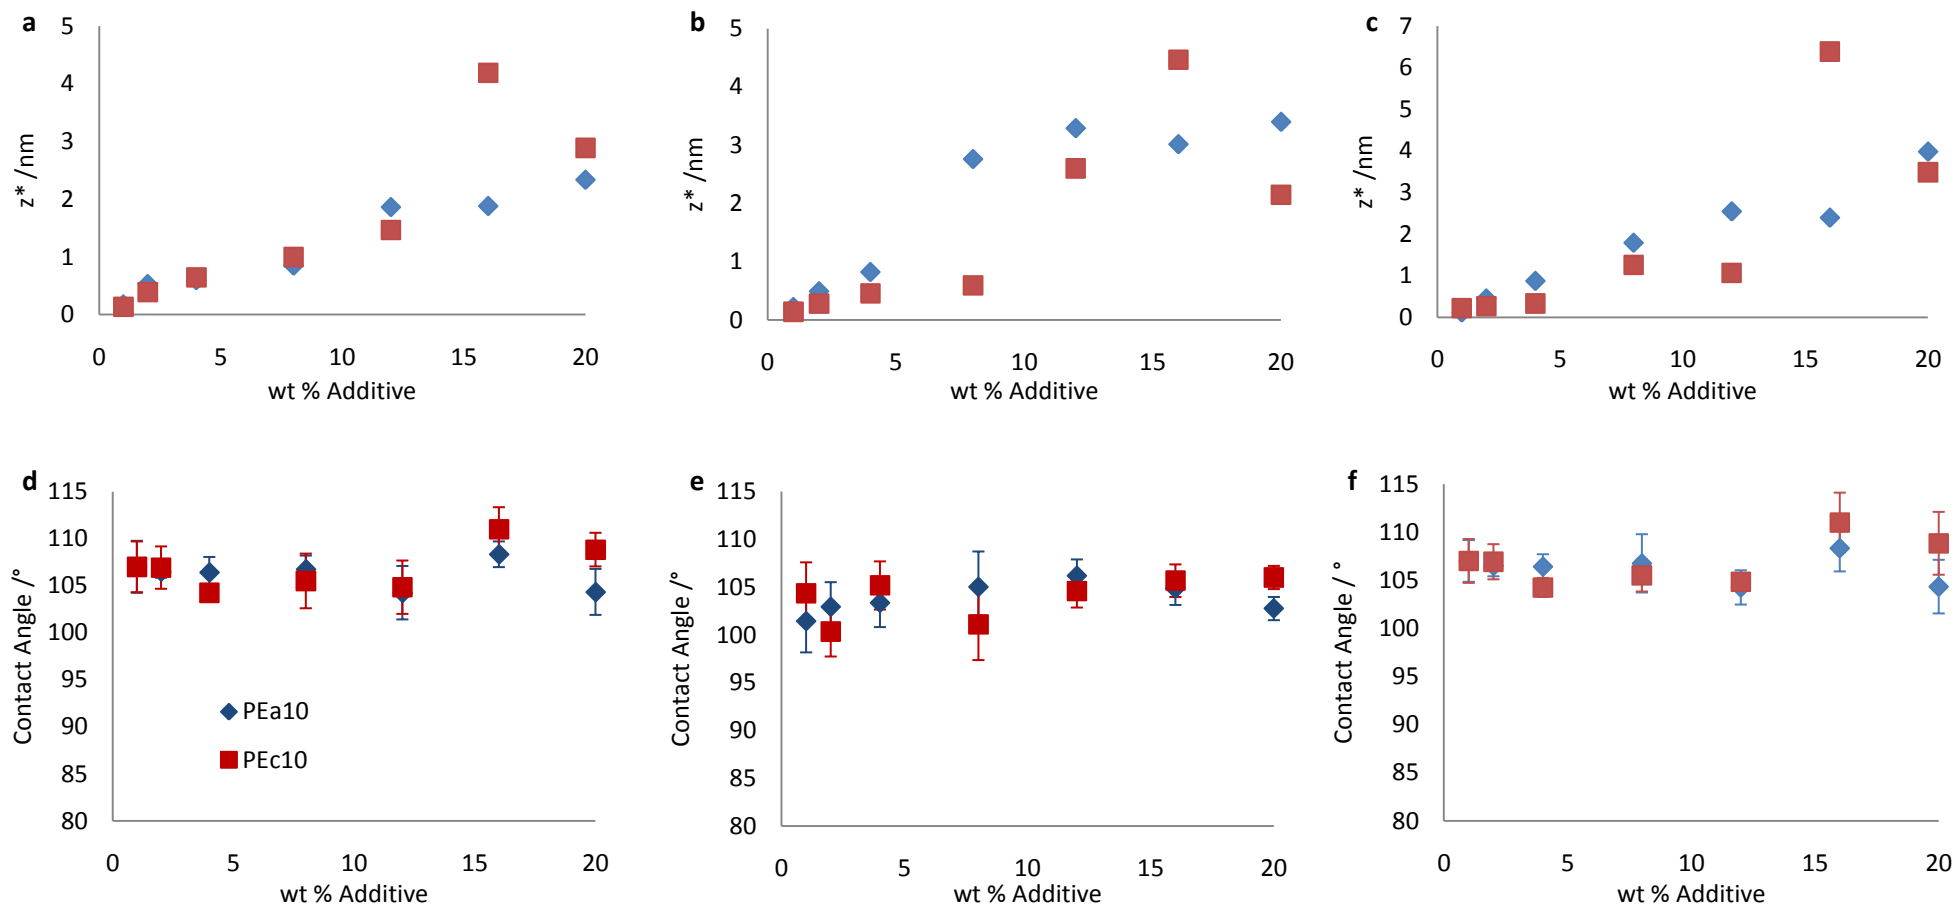 a
5
4
3
2
1
0
z* /nm
0 5 10 15 20
wt % Additive
b
5
4
3
2
1
0
z* /nm
0 5 10 15 20
wt % Additive
c
7
6
5
4
3
2
1
0
z* /nm
0 5 10 15 20
wt % Additive
d
115
110
105
100
95
90
85
80
Contact Angle /°
PEa10
PEc10
0 5 10 15 20
wt % Additive
e
115
110
105
100
95
90
85
80
Contact Angle /°
0 5 10 15 20
wt % Additive
f
115
110
105
100
95
90
85
80
Contact Angle / °
0 5 10 15 20
wt % Additive